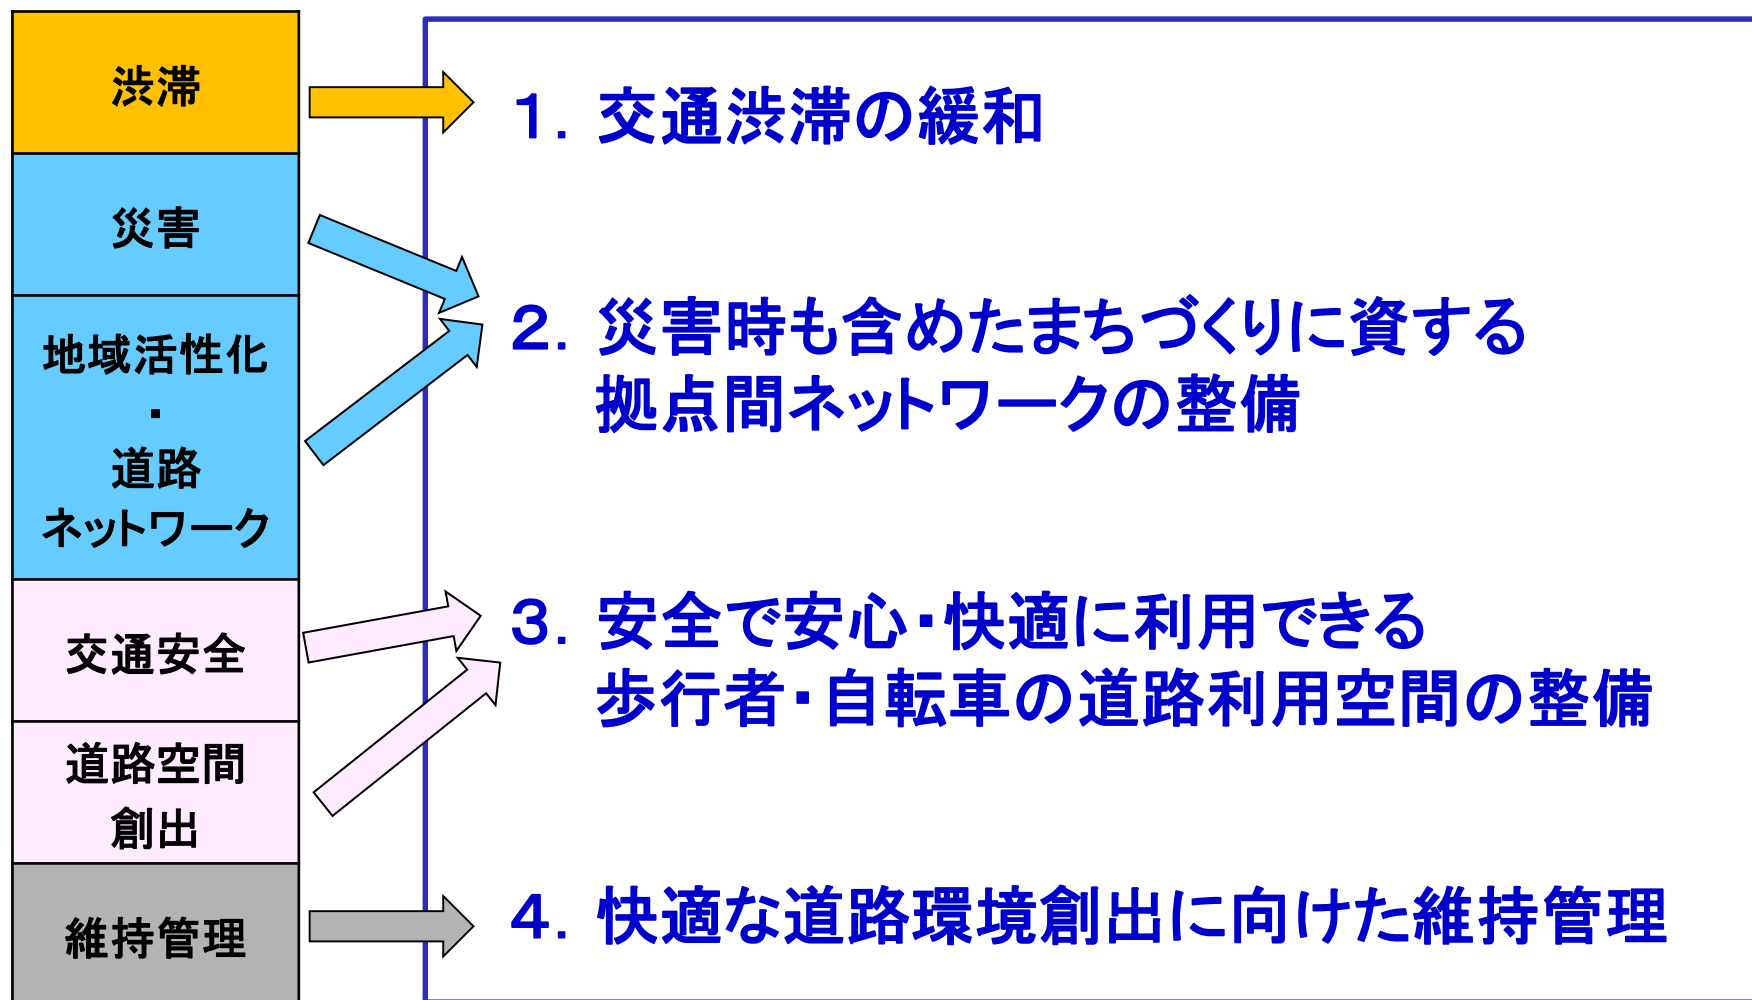 渋滞
災害
地域活性化
・
道路
ネットワーク
交通安全
道路空間
創出
維持管理
１．交通渋滞の緩和
２．災害時も含めたまちづくりに資する
拠点間ネットワークの整備
３．安全で安心・快適に利用できる
歩行者・自転車の道路利用空間の整備
４．快適な道路環境創出に向けた維持管理